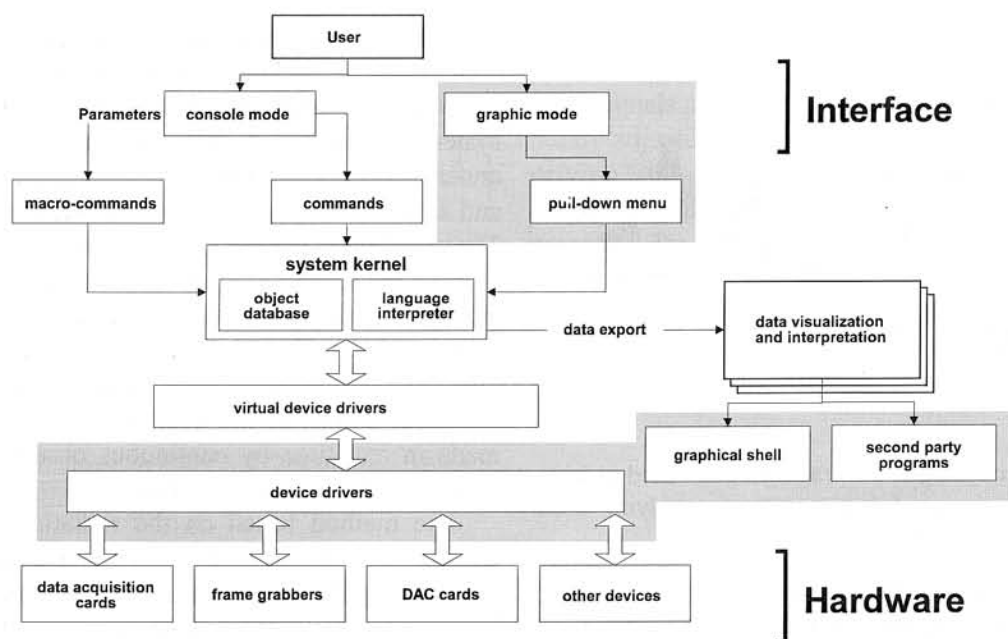 User
Parameters
console mode
graphic mode
Interface
macro-commands
commands
pull-down menu
system kernel
object
database
language
interpreter
data export
data visualization
and interpretation
virtual device drivers
graphical shell
second party
programs
device drivers
data acquisition
cards
frame grabbers
DAC cards
other devices
Hardware